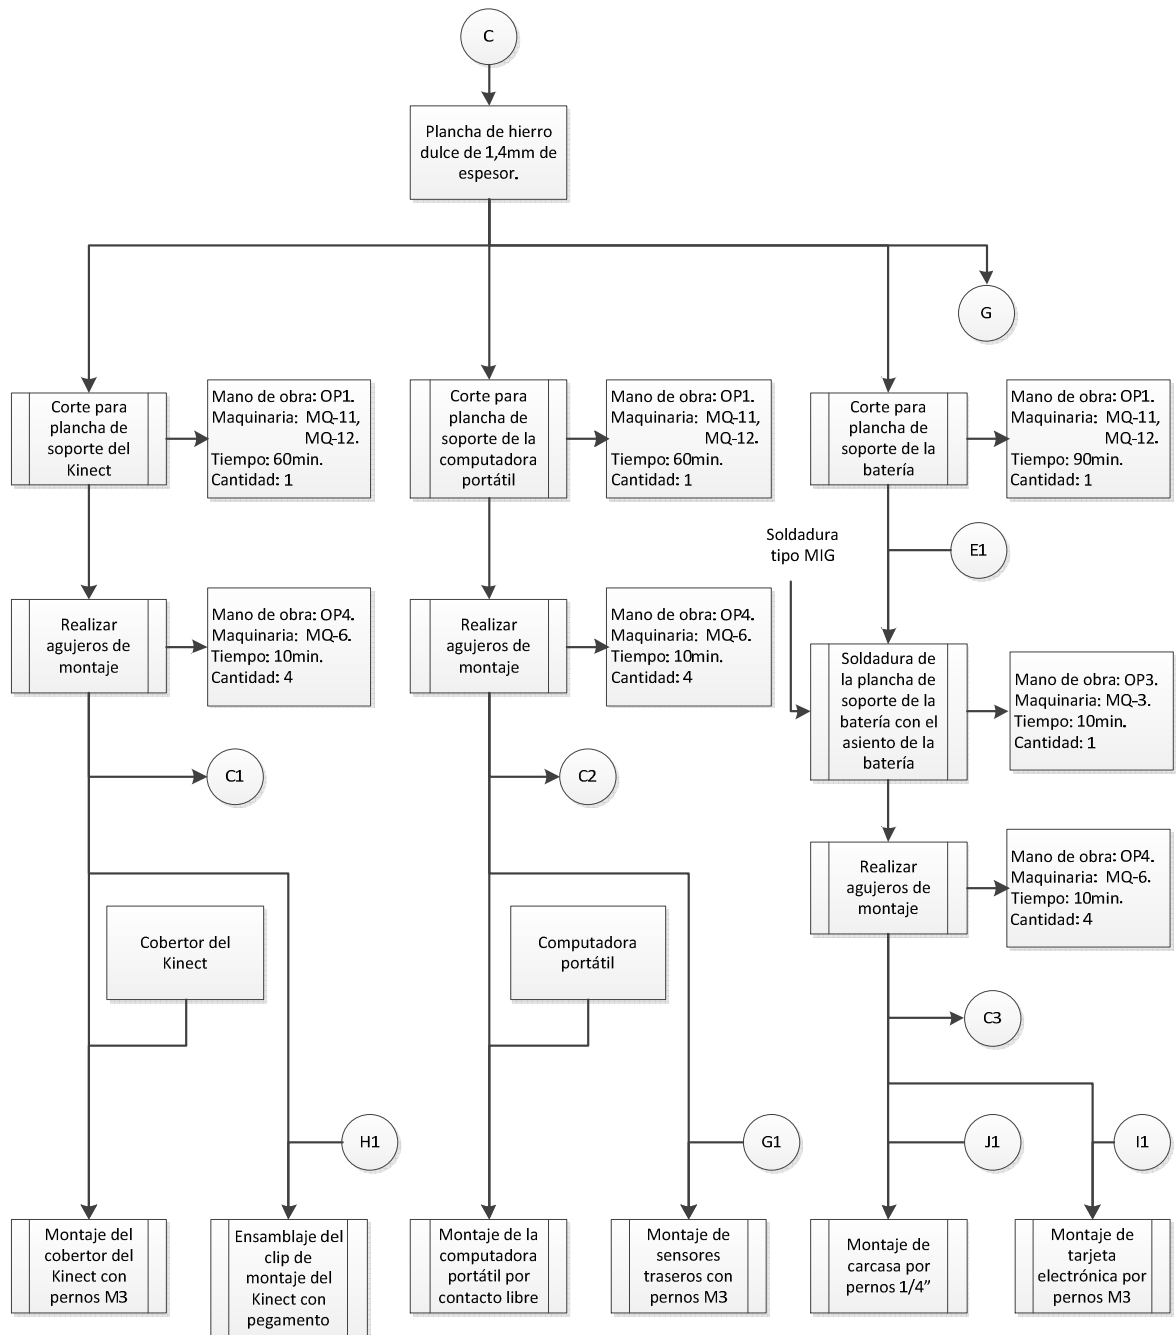 C
Plancha de hierro
dulce de 1,4mm de
espesor.
G
Corte para
plancha de
soporte del
Kinect
Mano de obra: OP1.
Maquinaria: MQ-11,
MQ-12.
Tiempo: 60min.
Cantidad: 1
Corte para
plancha de
soporte de la
computadora
portátil
Mano de obra: OP1.
Maquinaria: MQ-11,
MQ-12.
Tiempo: 60min.
Cantidad: 1
Corte para
plancha de
soporte de la
batería
Mano de obra: OP1.
Maquinaria: MQ-11,
MQ-12.
Tiempo: 90min.
Cantidad: 1
Soldadura
tipo MIG
E1
Realizar
agujeros de
montaje
Mano de obra: OP4.
Maquinaria: MQ-6.
Tiempo: 10min.
Cantidad: 4
Realizar
agujeros de
montaje
Mano de obra: OP4.
Maquinaria: MQ-6.
Tiempo: 10min.
Cantidad: 4
Soldadura de
la plancha de
soporte de la
batería con el
asiento de la
batería
Mano de obra: OP3.
Maquinaria: MQ-3.
Tiempo: 10min.
Cantidad: 1
C1
C2
Realizar
agujeros de
montaje
Mano de obra: OP4.
Maquinaria: MQ-6.
Tiempo: 10min.
Cantidad: 4
Cobertor del
Kinect
Computadora
portátil
C3
H1
G1
J1
I1
Montaje del
cobertor del
Kinect con
pernos M3
Ensamblaje del
clip de
montaje del
Kinect con
pegamento
Montaje de la
computadora
portátil por
contacto libre
Montaje de
sensores
traseros con
pernos M3
Montaje de
carcasa por
pernos 1/4”
Montaje de
tarjeta
electrónica por
pernos M3